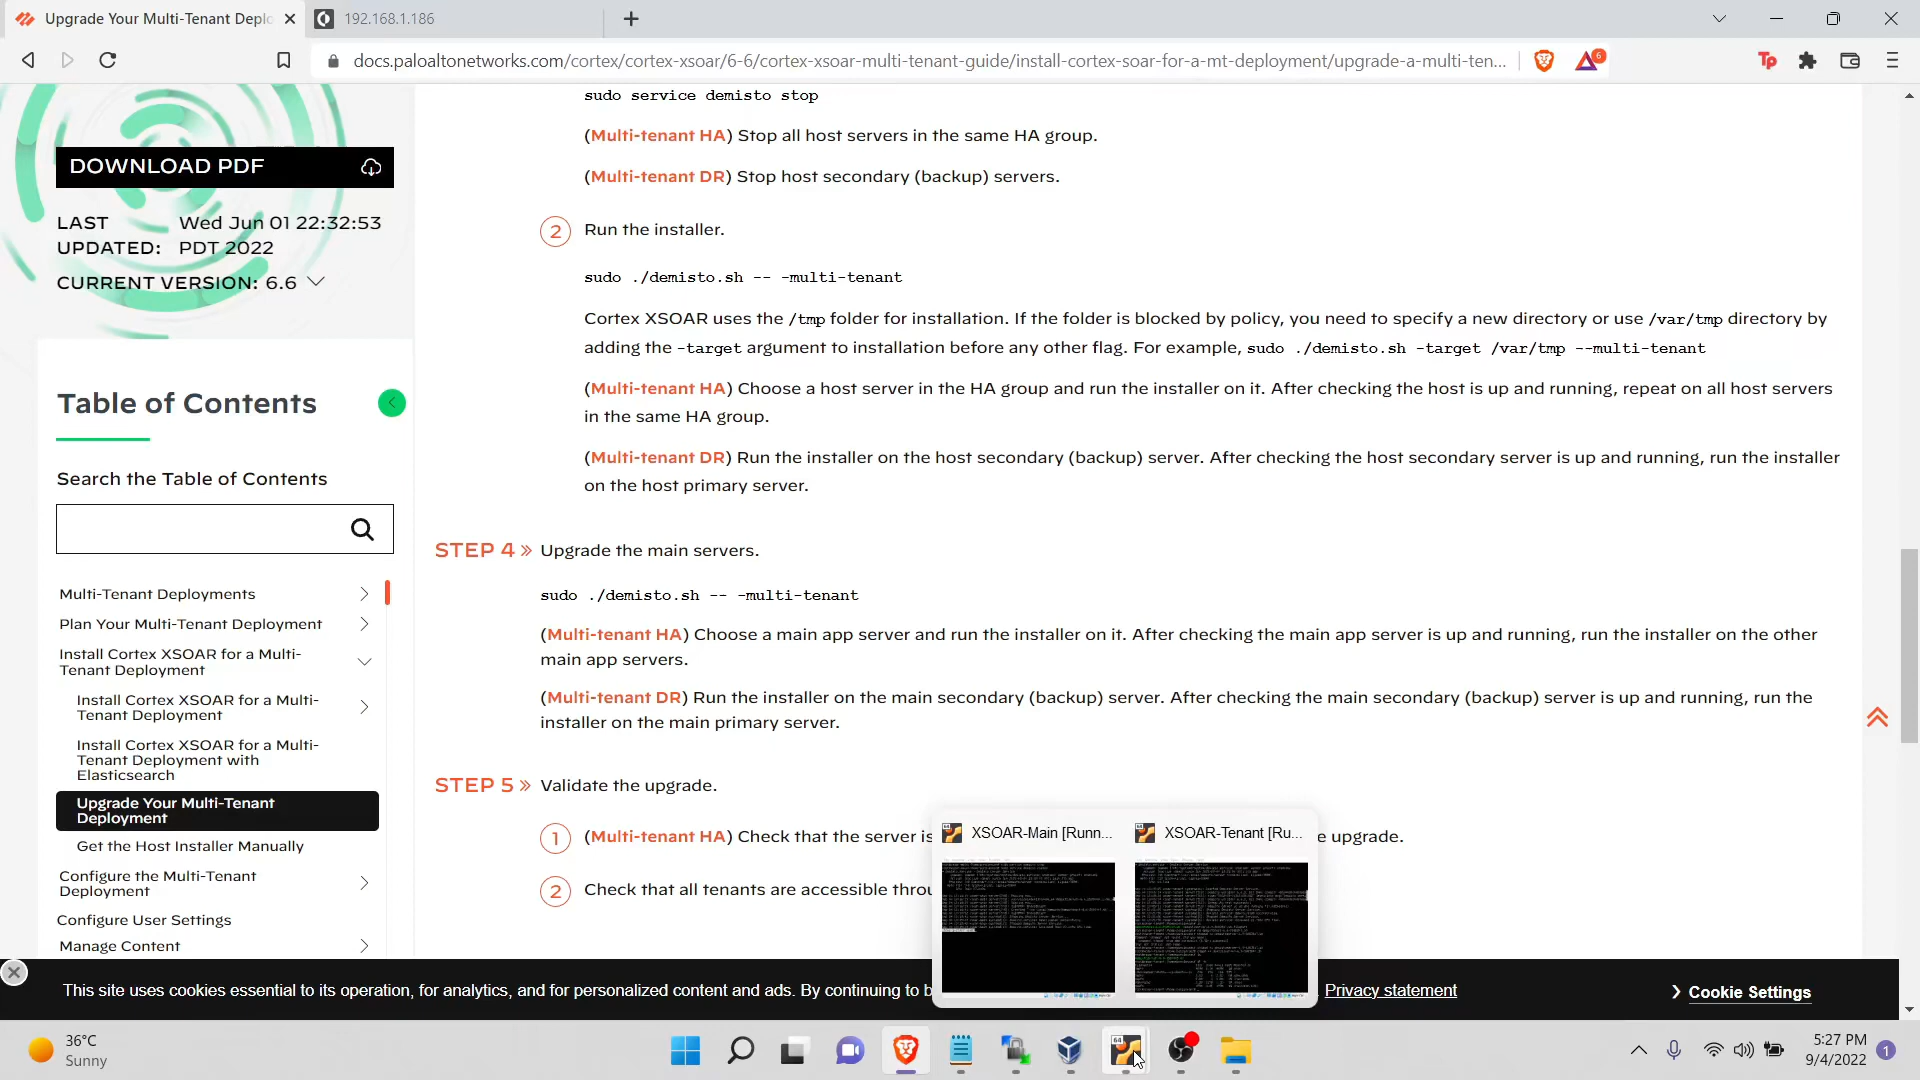 Upgrade Your Multi-Tenant Deplo
192.168.1.186
docs.paloaltonetworks.com/cortex/cortex-xsoar/6-6/cortex-xsoar-multi-tenant-guide/install-cortex-soar-for-a-mt-deployment/upgrade-a-multi-ten...
6
Tp
DOWNLOAD PDF
LAST UPDATED: Wed Jun 01 22:32:53 PDT 2022
CURRENT VERSION: 6.6
Table of Contents
Search the Table of Contents
Multi-Tenant Deployments
Plan Your Multi-Tenant Deployment
Install Cortex XSOAR for a Multi-
Tenant Deployment
Install Cortex XSOAR for a Multi-
Tenant Deployment
Install Cortex XSOAR for a Multi-
Tenant Deployment with
Elasticsearch
Upgrade Your Multi-Tenant
Deployment
Get the Host Installer Manually
Configure the Multi-Tenant
Deployment
Configure User Settings
Manage Content
sudo service demisto stop
(Multi-tenant HA) Stop all host servers in the same HA group.
(Multi-tenant DR) Stop host secondary (backup) servers.
2 Run the installer.
sudo ./demisto.sh -- -multi-tenant
Cortex XSOAR uses the /tmp folder for installation. If the folder is blocked by policy, you need to specify a new directory or use /var/tmp directory by
adding the -target argument to installation before any other flag. For example, sudo ./demisto.sh -target /var/tmp --multi-tenant
(Multi-tenant HA) Choose a host server in the HA group and run the installer on it. After checking the host is up and running, repeat on all host servers
in the same HA group.
(Multi-tenant DR) Run the installer on the host secondary (backup) server. After checking the host secondary server is up and running, run the installer
on the host primary server.
STEP 4 » Upgrade the main servers.
sudo ./demisto.sh -- -multi-tenant
(Multi-tenant HA) Choose a main app server and run the installer on it. After checking the main app server is up and running, run the installer on the other
main app servers.
(Multi-tenant DR) Run the installer on the main secondary (backup) server. After checking the main secondary (backup) server is up and running, run the
installer on the main primary server.
STEP 5 » Validate the upgrade.
1 (Multi-tenant HA) Check that the server is e upgrade.
2 Check that all tenants are accessible throu
XSOAR-Main [Runn...
XSOAR-Tenant [Ru...
This site uses cookies essential to its operation, for analytics, and for personalized content and ads. By continuing to b Privacy statement
Cookie Settings
36°C
Sunny
64
5:27 PM
9/4/2022
1